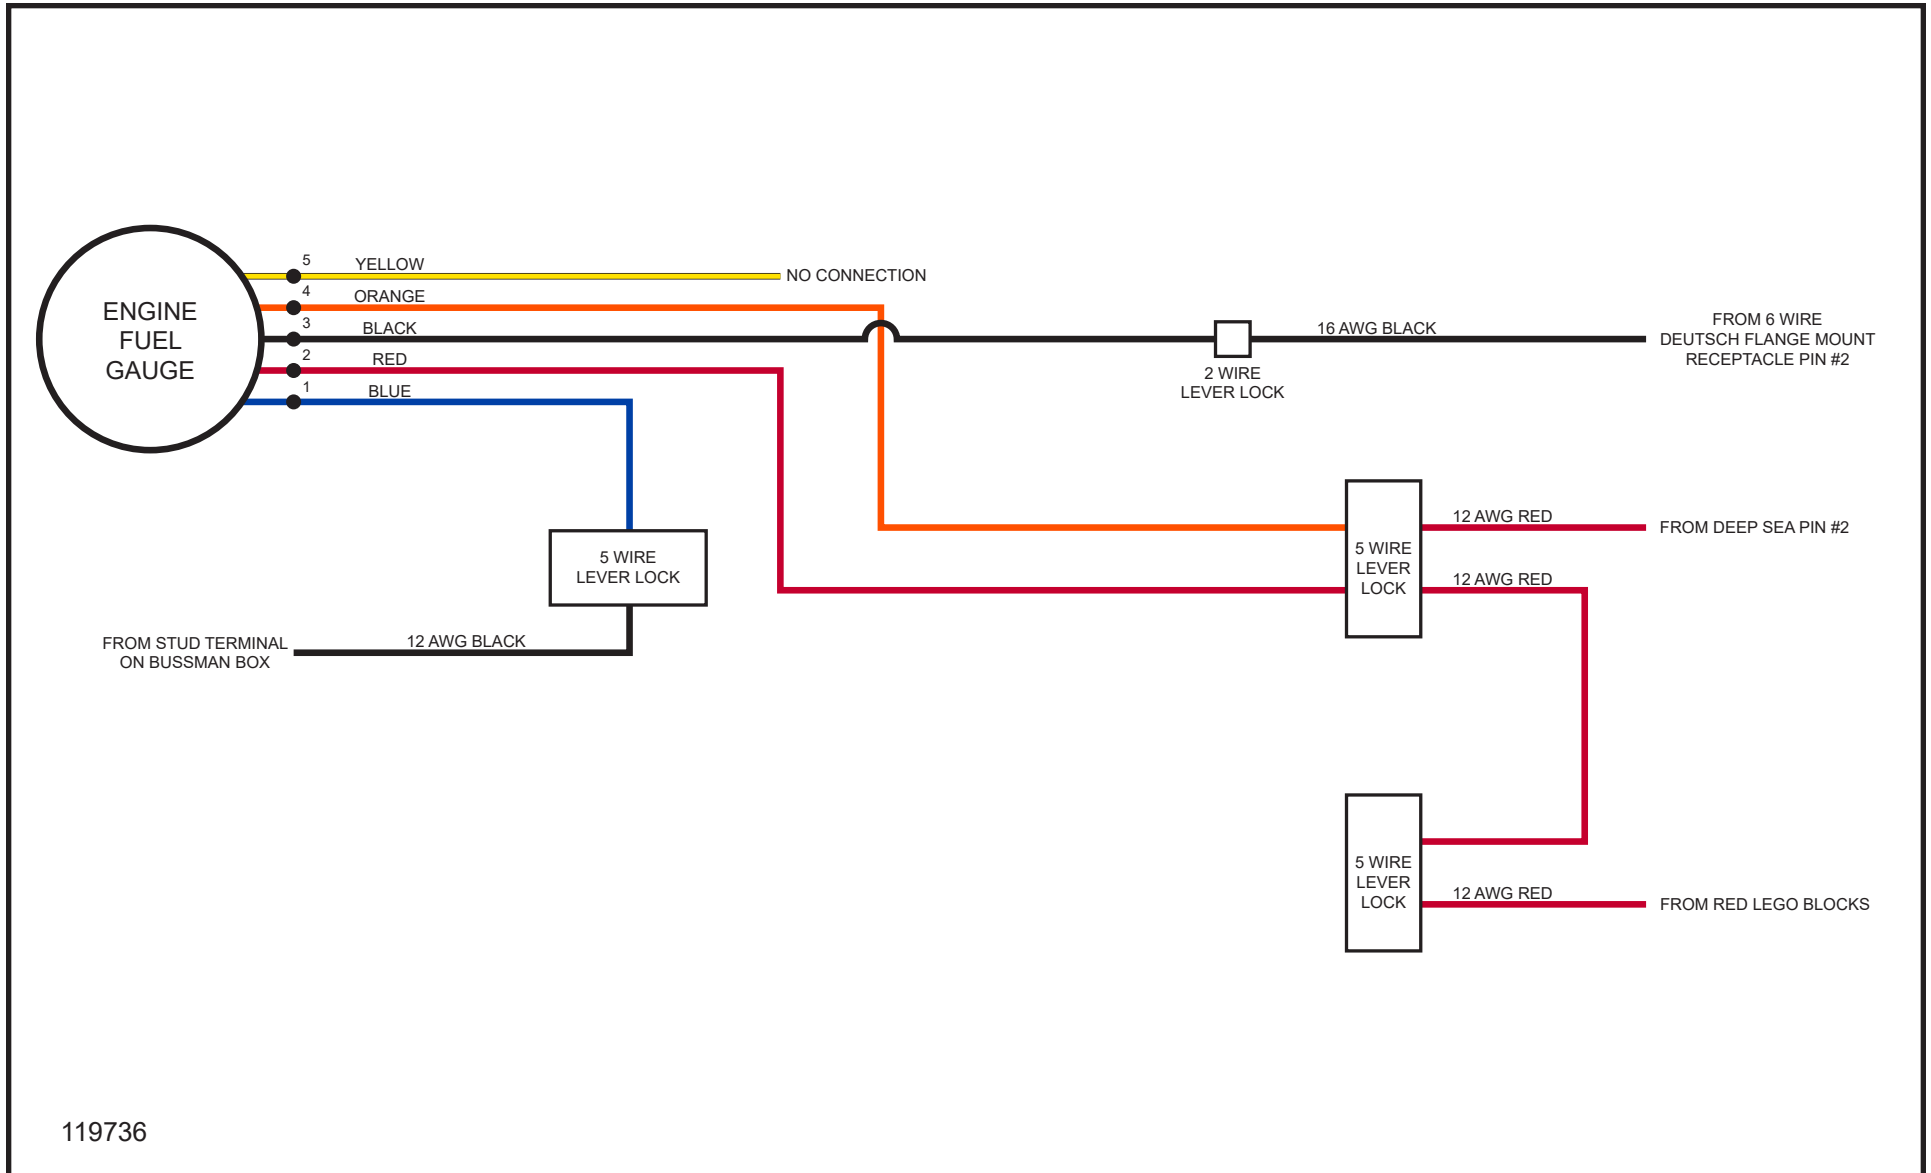 ENGINE
FUEL
GAUGE
5
YELLOW
NO CONNECTION
4
ORANGE
3
BLACK
2
RED
1
BLUE
16 AWG BLACK
FROM 6 WIRE
DEUTSCH FLANGE MOUNT
RECEPTACLE PIN #2
2 WIRE
LEVER LOCK
5 WIRE
LEVER LOCK
12 AWG BLACK
FROM STUD TERMINAL
ON BUSSMAN BOX
5 WIRE
LEVER
LOCK
12 AWG RED
FROM DEEP SEA PIN #2
12 AWG RED
5 WIRE
LEVER
LOCK
12 AWG RED
FROM RED LEGO BLOCKS
119736